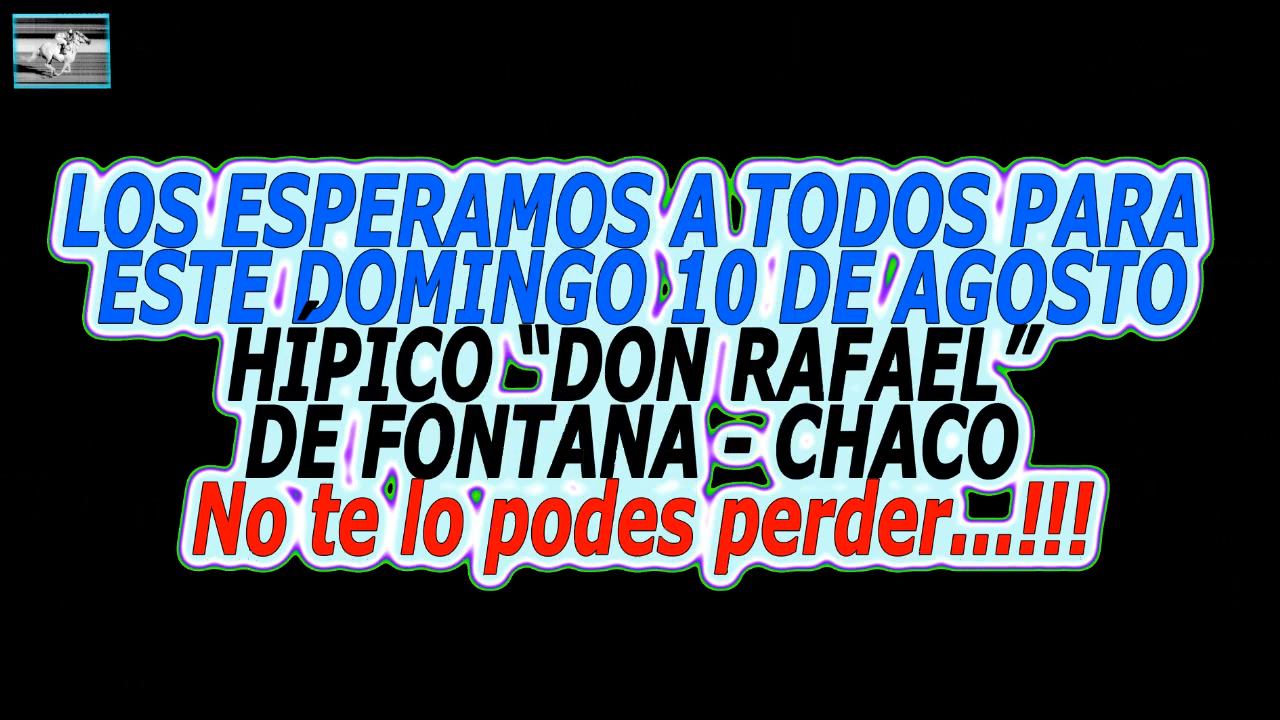 LOS ESPERAMOS A TODOS PARA
ESTE DOMINGO 10 DE AGOSTO
HÍPICO “DON RAFAEL”
DE FONTANA - CHACO
No te lo podes perder...!!!